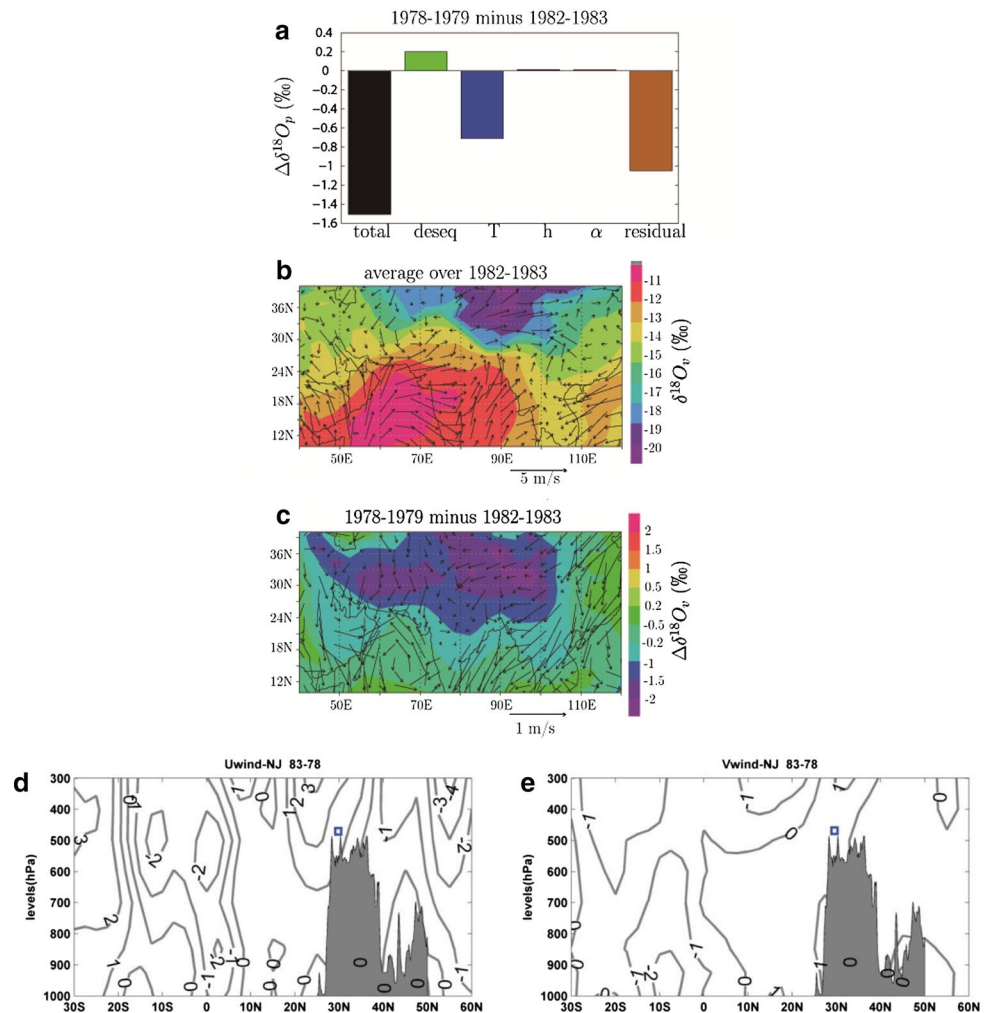 a
1978-1979 minus 1982-1983
0.4
0.2
0
−0.2
−0.4
−0.6
−0.8
−1
−1.2
−1.4
−1.6
Δδ¹⁸Oₚ (‰)
total deseq T h α residual
b
average over 1982-1983
36N
30N
24N
18N
12N
50E 70E 90E 110E
5 m/s
-11
-12
-13
-14
-15
-16
-17
-18
-19
-20
δ¹⁸Oᵥ (‰)
c
1978-1979 minus 1982-1983
36N
30N
24N
18N
12N
50E 70E 90E 110E
1 m/s
2
1.5
1
0.5
0.2
-0.5
-0.2
-1
-1.5
-2
Δδ¹⁸Oᵥ (‰)
d
Uwind-NJ 83-78
levels(hPa)
300
400
500
600
700
800
900
1000
30S 20S 10S 0 10N 20N 30N 40N 50N 60N
e
Vwind-NJ 83-78
levels(hPa)
300
400
500
600
700
800
900
1000
30S 20S 10S 0 10N 20N 30N 40N 50N 60N